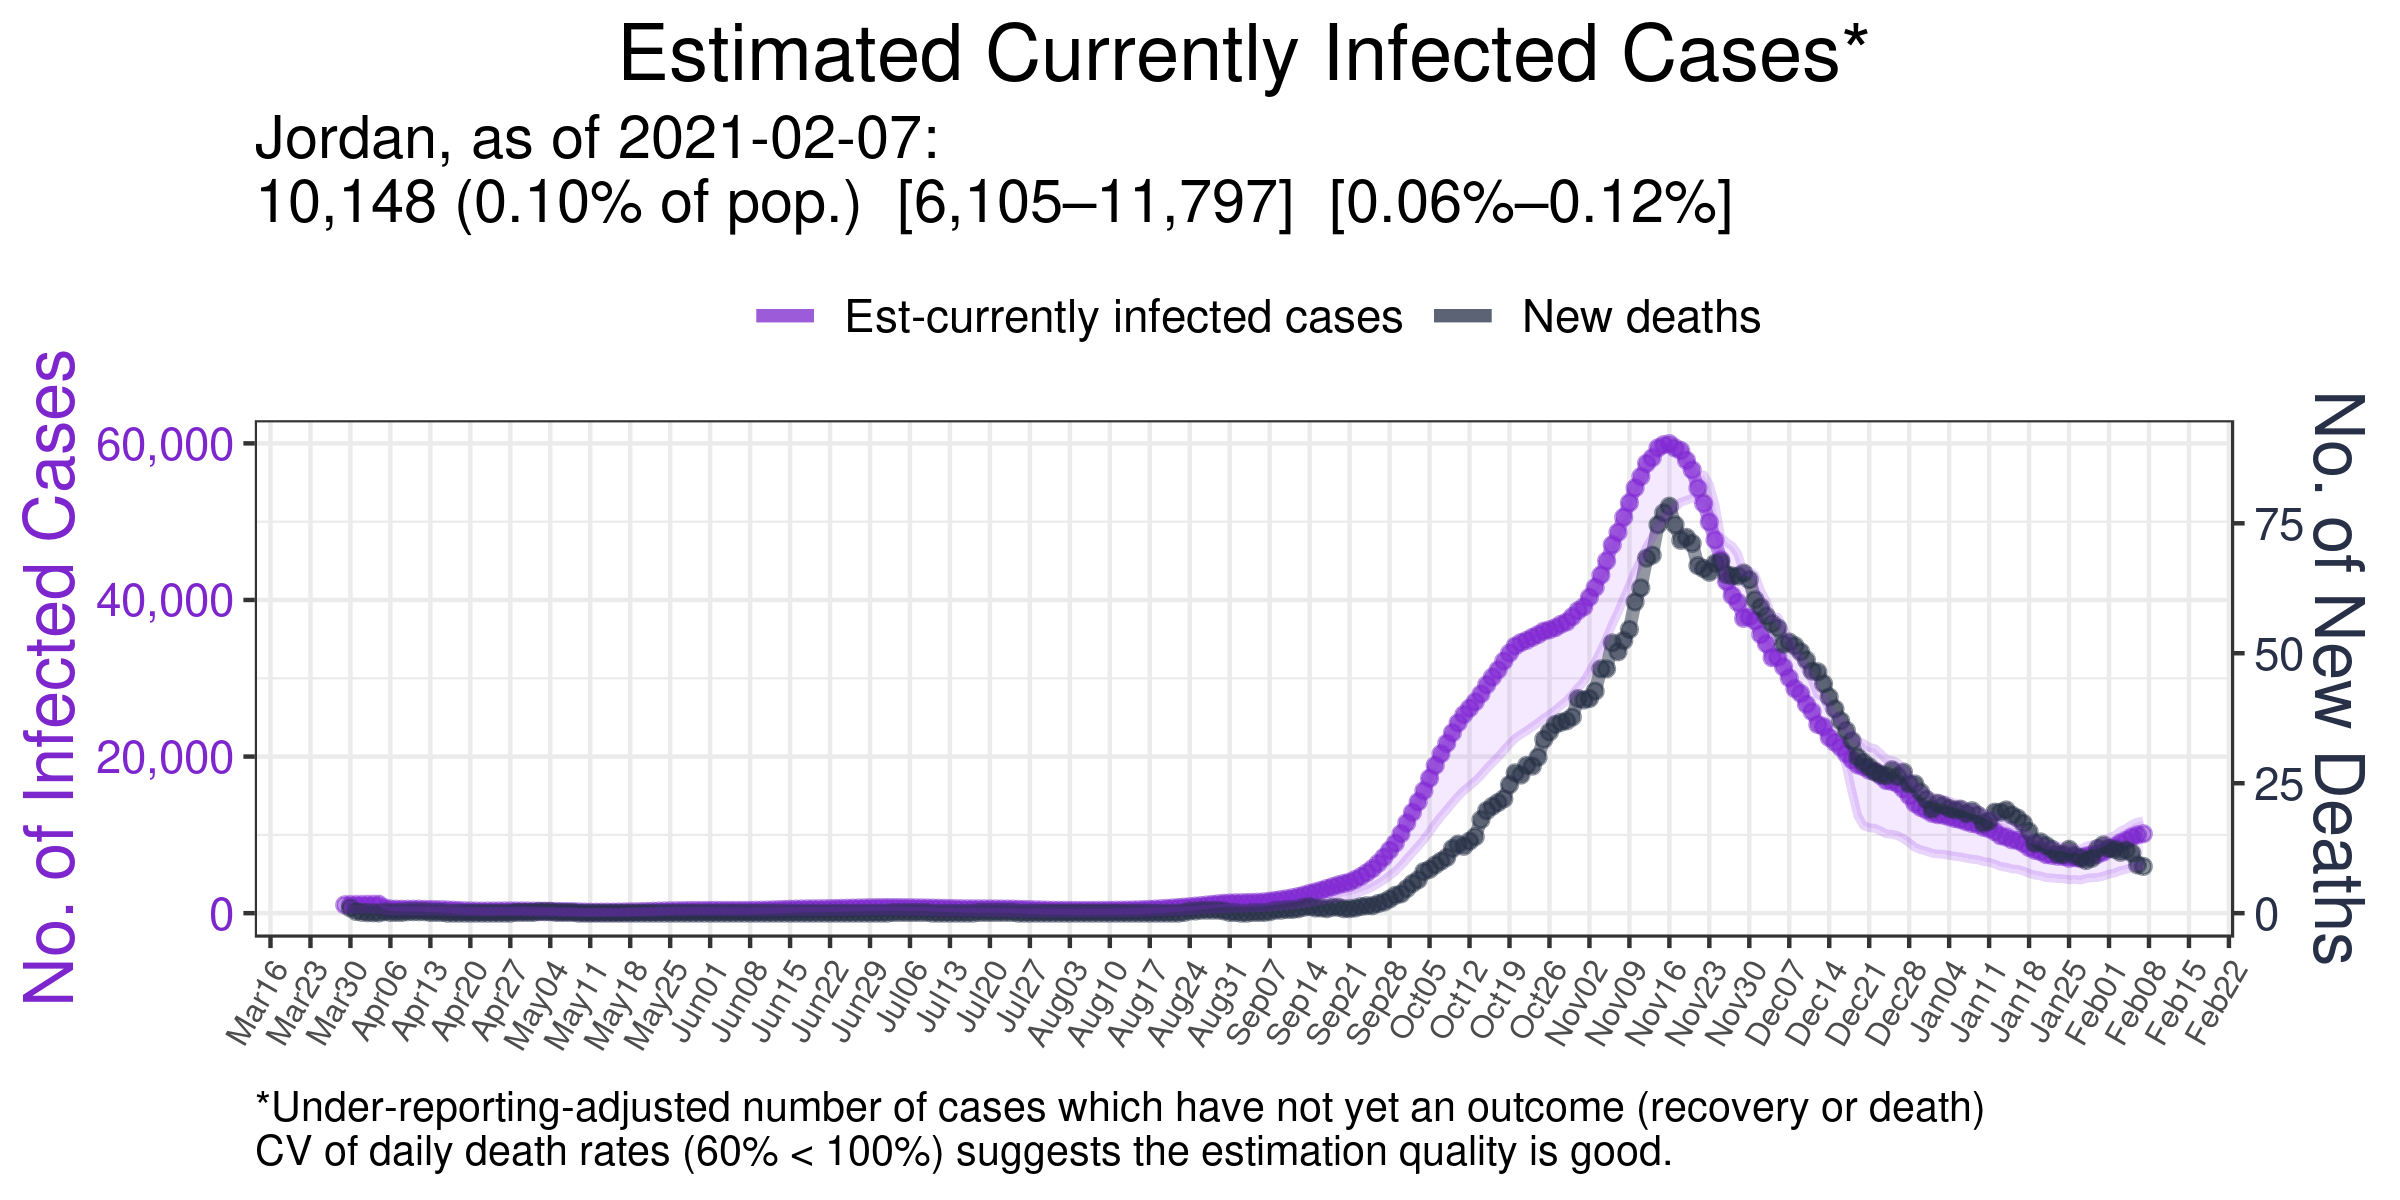 Estimated Currently Infected Cases*
Jordan, as of 2021-02-07:
10,148 (0.10% of pop.) [6,105–11,797] [0.06%–0.12%]
Est-currently infected cases New deaths
No. of Infected Cases
60,000
40,000
20,000
0
75
50
25
0
No. of New Deaths
Mar16 Mar23 Mar30 Apr06 Apr13 Apr20 Apr27 May04 May11 May18 May25 Jun01 Jun08 Jun15 Jun22 Jun29 Jul06 Jul13 Jul20 Jul27 Aug03 Aug10 Aug17 Aug24 Aug31 Sep07 Sep14 Sep21 Sep28 Oct05 Oct12 Oct19 Oct26 Nov02 Nov09 Nov16 Nov23 Nov30 Dec07 Dec14 Dec21 Dec28 Jan04 Jan11 Jan18 Jan25 Feb01 Feb08 Feb15 Feb22
*Under-reporting-adjusted number of cases which have not yet an outcome (recovery or death)
CV of daily death rates (60% < 100%) suggests the estimation quality is good.